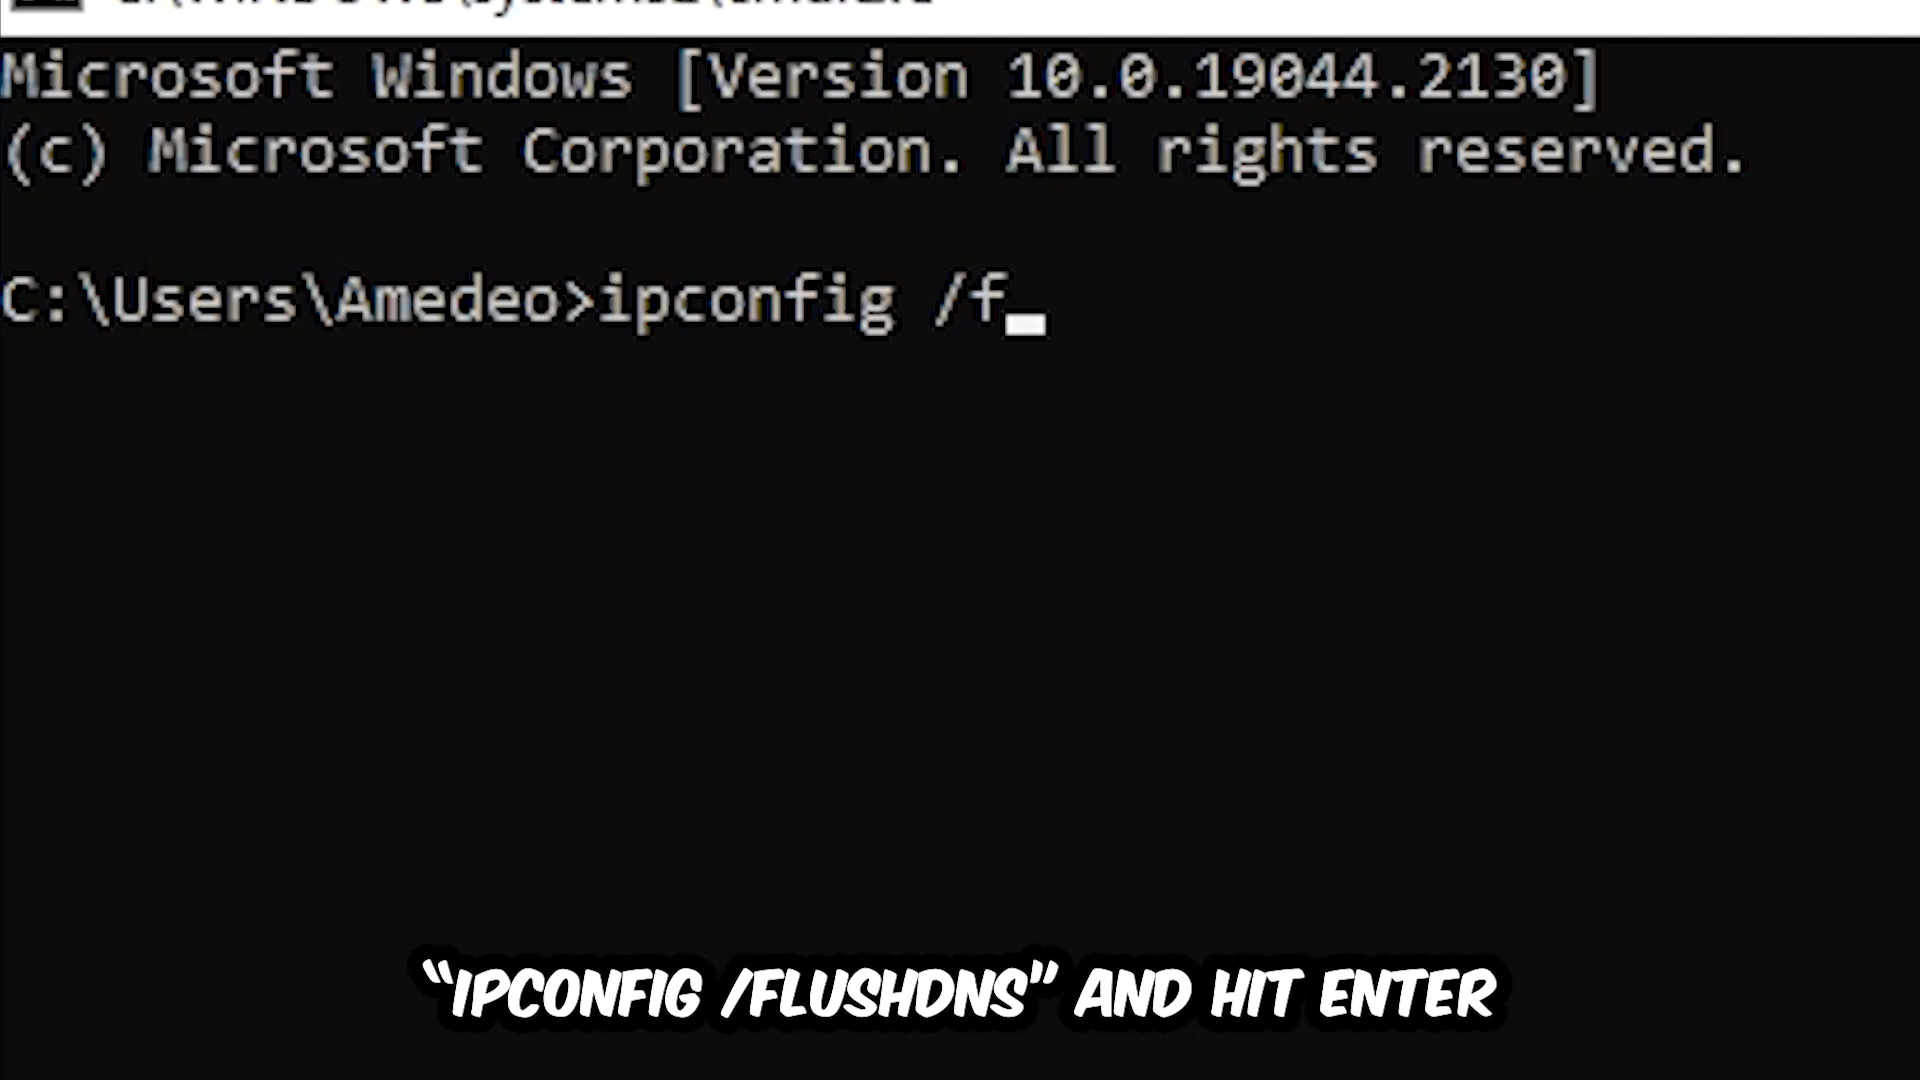 Microsoft Windows [Version 10.0.19044.2130]
(c) Microsoft Corporation. All rights reserved.
C:\Users\Amedeo>ipconfig /f
“IPCONFIG /FLUSHDNS” AND HIT ENTER